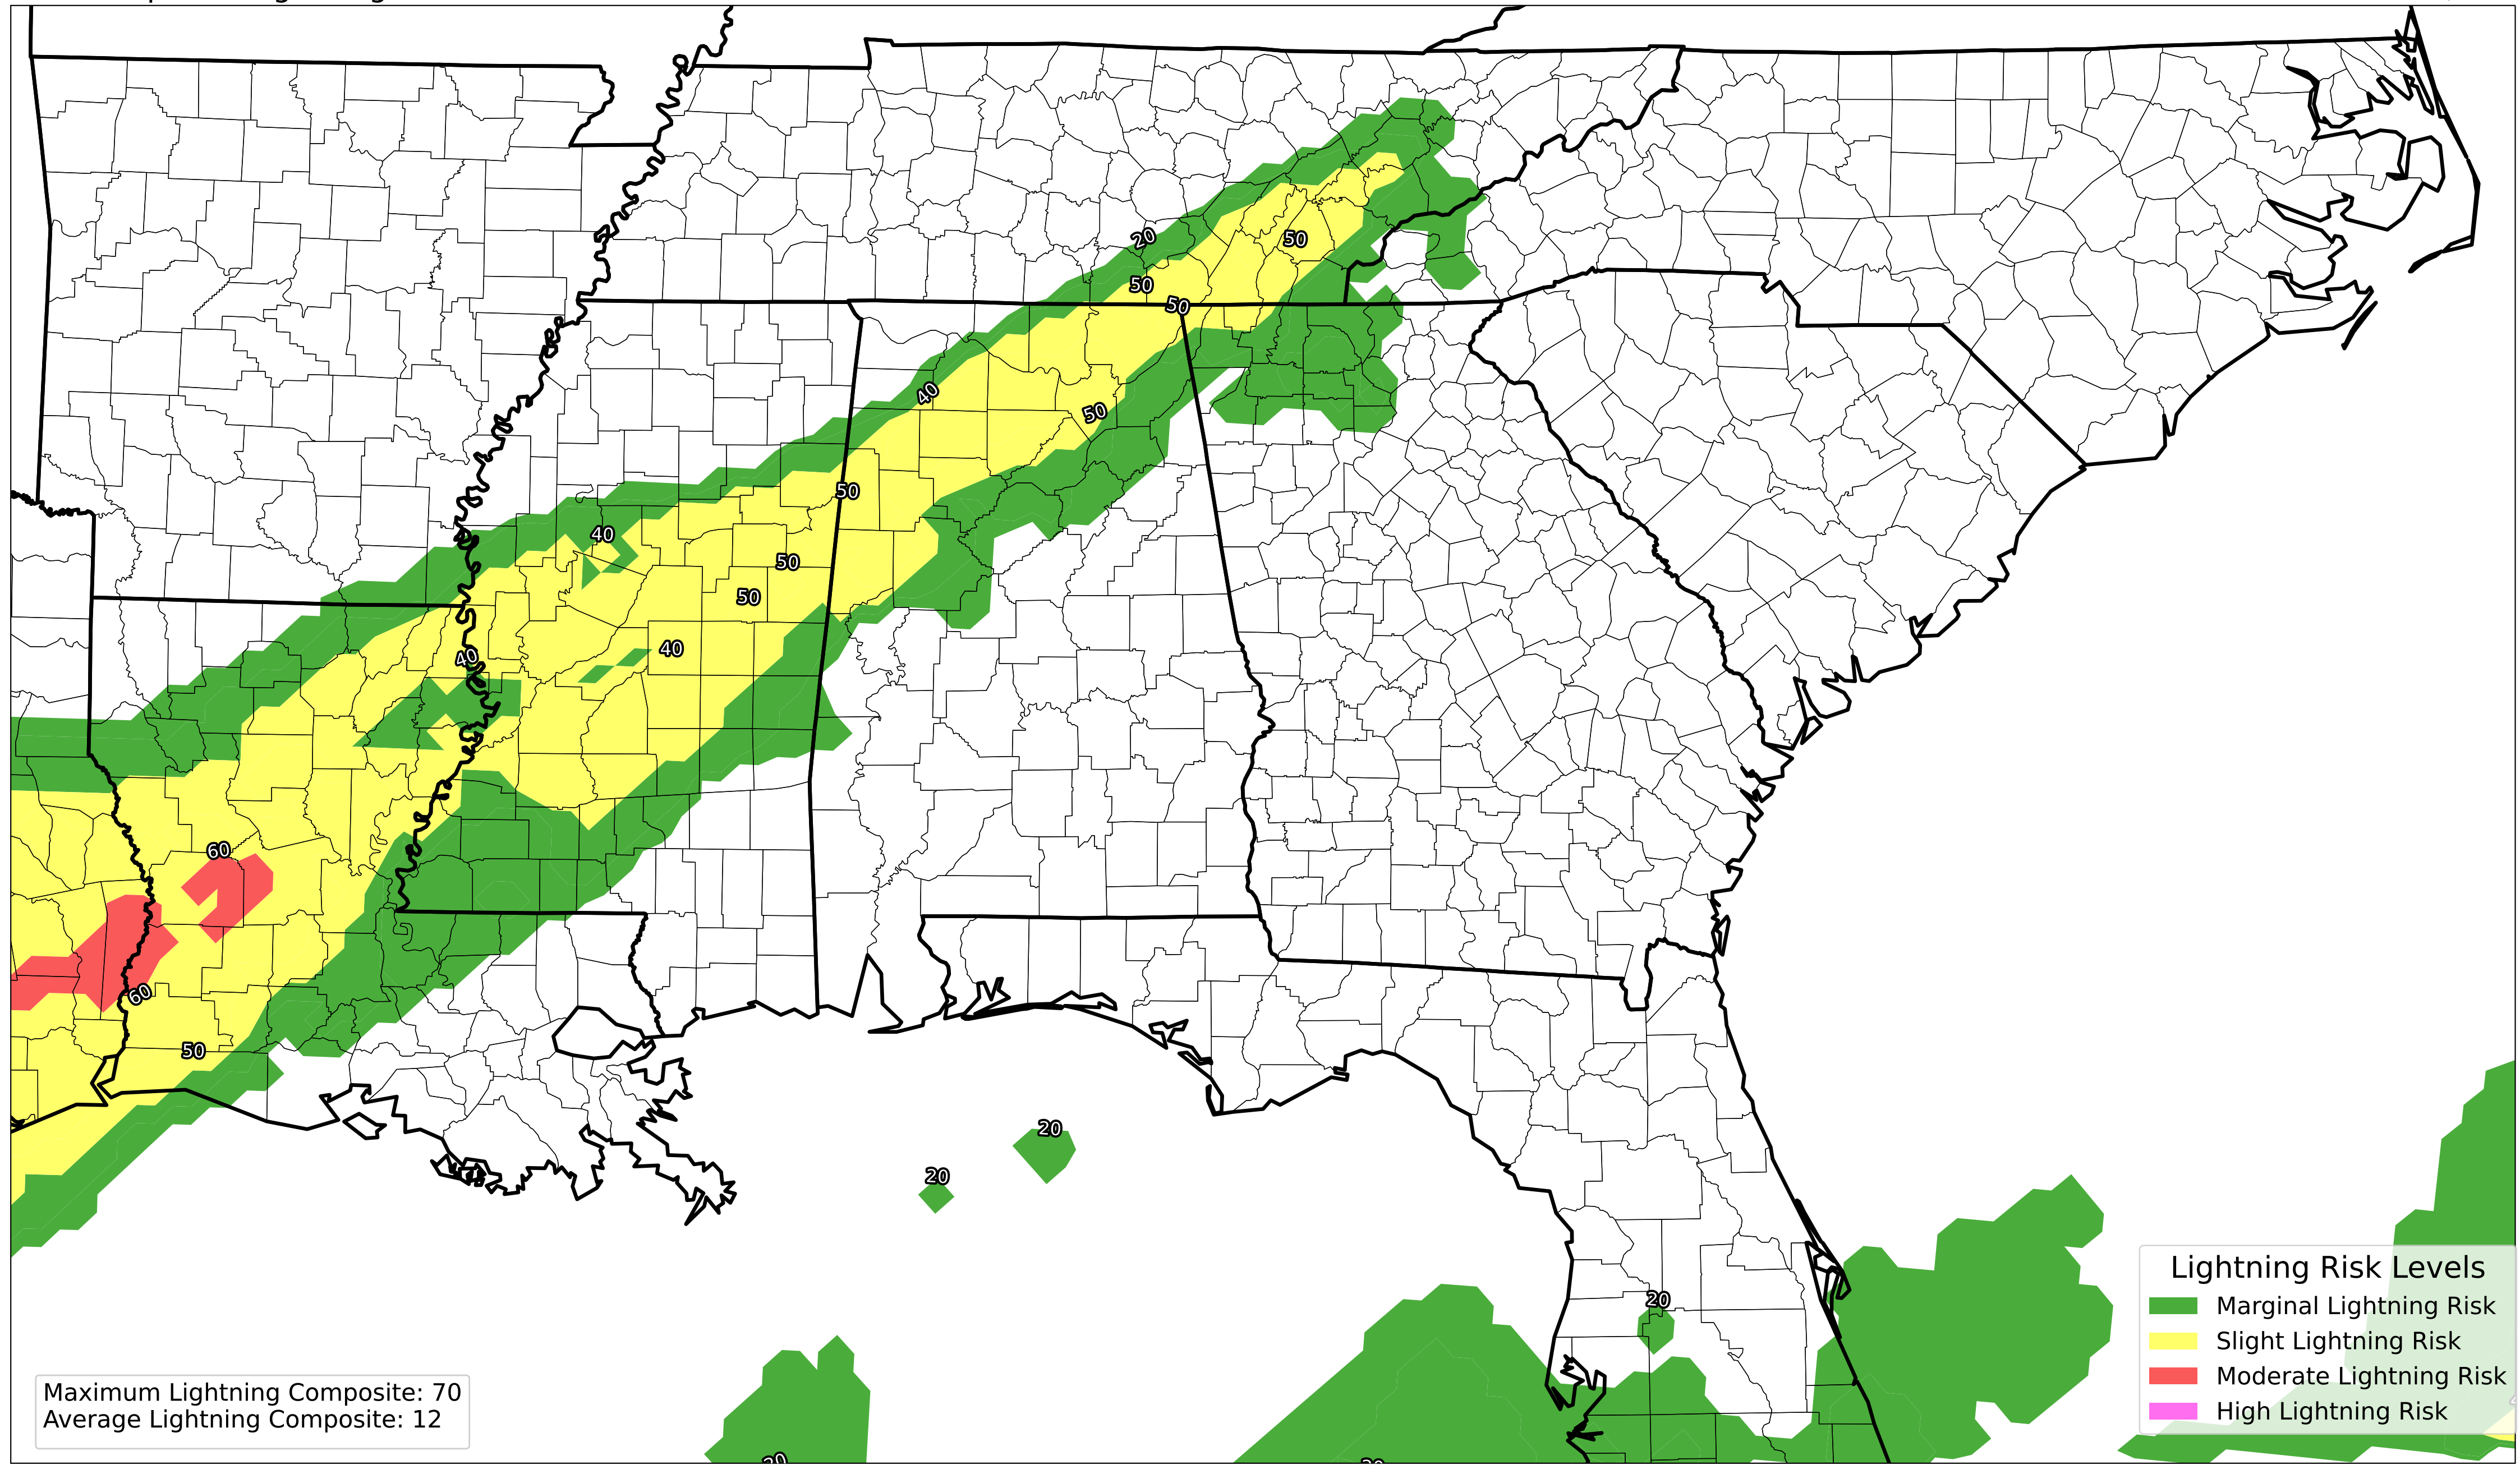 20
50
50
50
40
50
50
40
50
50
40
40
60
60
50
20
20
20
Lightning Risk Levels
Marginal Lightning Risk
Slight Lightning Risk
Moderate Lightning Risk
High Lightning Risk
Maximum Lightning Composite: 70
Average Lightning Composite: 12